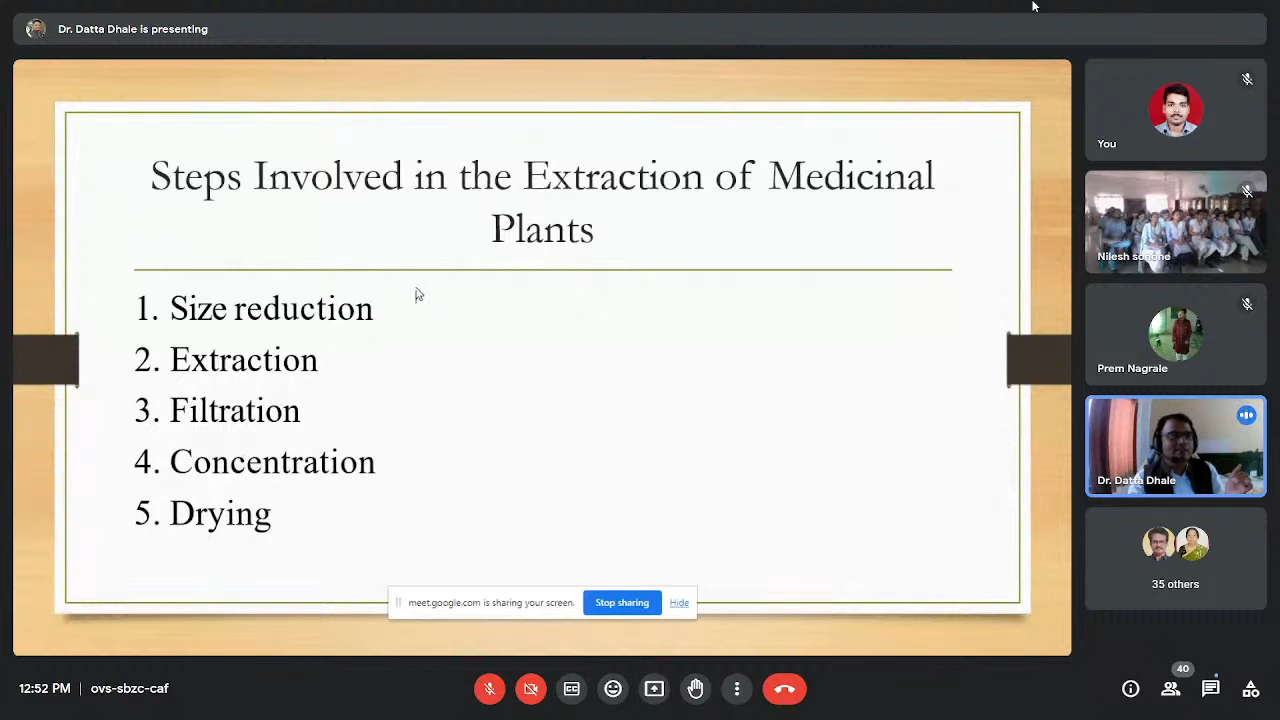 Dr. Datta Dhale is presenting
Steps Involved in the Extraction of Medicinal
Plants
1. Size reduction
2. Extraction
3. Filtration
4. Concentration
5. Drying
meet.google.com is sharing your screen.
Stop sharing
Hide
You
Nilesh sonone
Prem Nagrale
Dr. Datta Dhale
35 others
12:52 PM | ovs-sbzc-caf
40